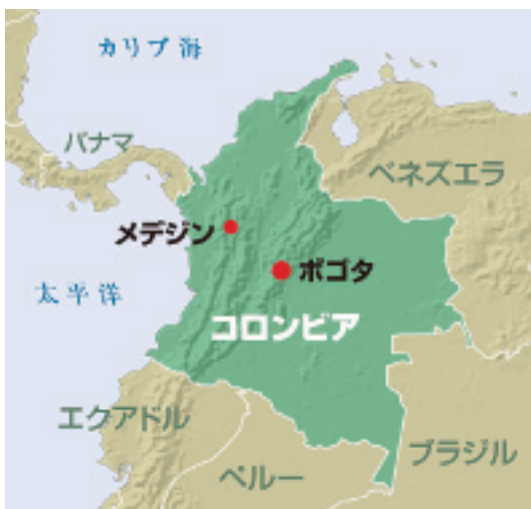 カリブ海
パナマ
ベネズエラ
メデジン
ボゴタ
太平洋
コロンビア
エクアドル
ブラジル
ペルー